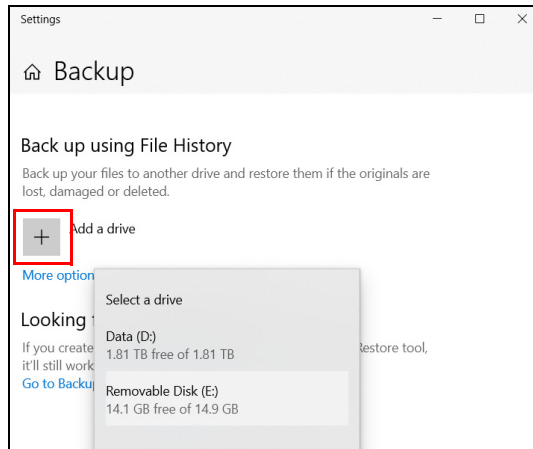 Settings
Backup
Back up using File History
Back up your files to another drive and restore them if the originals are
lost, damaged or deleted.
Add a drive
More option
Select a drive
Looking
Data (D:)
If you create
1.81 TB free of 1.81 TB
Restore tool,
it'll still work
Go to Backup
Removable Disk (E:)
14.1 GB free of 14.9 GB